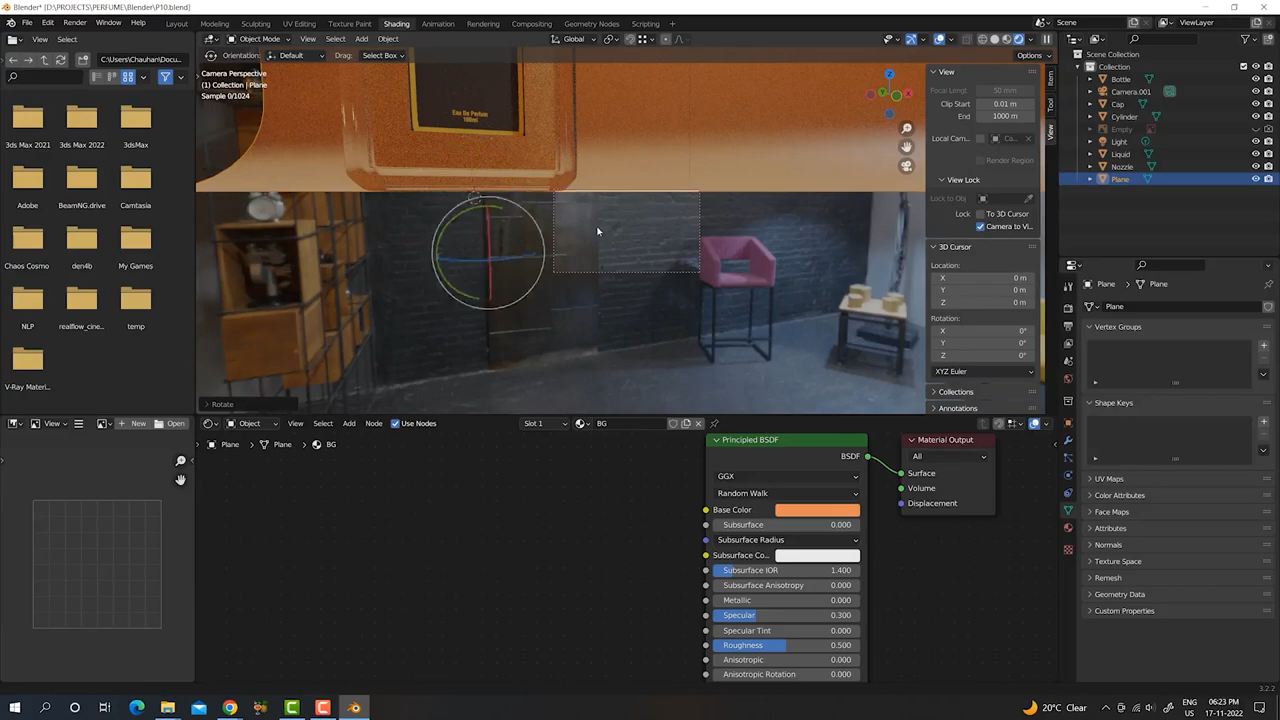 Blender* [D:\PROJECTS\PERFUME\BLENDER\P10.blend]
File Edit Render Window Help Layout Modeling Sculpting UV Editing Texture Paint Shading Animation Rendering Compositing Geometry Nodes Scripting + Scene ViewLayer
View Select Object Mode View Select Add Object Global Options
C:\Users\Chauhan\Doc... Orientation: Default Drag: Select Box
Camera Perspective
(1) Collection | Plane
Sample 0/1024
3ds Max 2021 3ds Max 2022 3dsMax
Adobe BeamNG.drive Camtasia
Chaos Cosmo den4b My Games
NLP realflow_cine... temp
V-Ray Materi...
Eau De Parfum
100ml
Rotate
View
Focal Lengt 50 mm
Clip Start 0.01 m
End 1000 m
Local Cam... Ca...
Render Region
View Lock
Lock to Obj
Lock To 3D Cursor
Camera to Vi...
3D Cursor
Location:
X 0 m
Y 0 m
Z 0 m
Rotation:
X 0°
Y 0°
Z 0°
XYZ Euler
Collections
Annotations
Item
Tool
View
Scene Collection
Collection
Bottle
Camera.001
Cap
Cylinder
Empty
Light
Liquid
Nozzle
Plane
Plane Plane
Plane
Vertex Groups
Shape Keys
UV Maps
Color Attributes
Face Maps
Attributes
Normals
Texture Space
Remesh
Geometry Data
Custom Properties
View New Open Object View Select Add Node Use Nodes Slot 1 BG
Plane Plane BG
Principled BSDF
BSDF
GGX
Random Walk
Base Color
Subsurface 0.000
Subsurface Radius
Subsurface Co...
Subsurface IOR 1.400
Subsurface Anisotropy 0.000
Metallic 0.000
Specular 0.300
Specular Tint 0.000
Roughness 0.500
Anisotropic 0.000
Anisotropic Rotation 0.000
Material Output
All
Surface
Volume
Displacement
3.2.2
20°C Clear ENG US 06:23 PM 17-11-2022